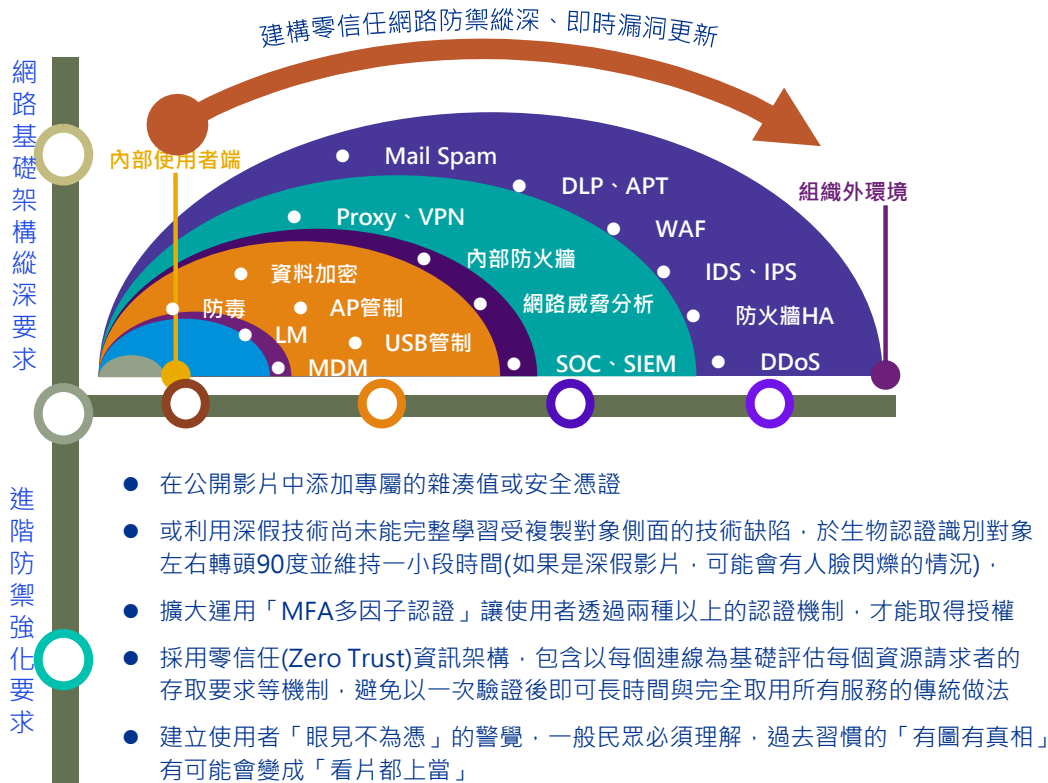 建構零信任網路防禦縱深、即時漏洞更新
網路基礎架構縱深要求
內部使用者端
組織外環境
Mail Spam
DLP、APT
WAF
IDS、IPS
防火牆HA
DDoS
Proxy、VPN
內部防火牆
網路威脅分析
SOC、SIEM
資料加密
防毒
AP管制
LM
USB管制
MDM
進階防禦強化要求
● 在公開影片中添加專屬的雜湊值或安全憑證
● 或利用深假技術尚未能完整學習受複製對象側面的技術缺陷，於生物認證識別對象
左右轉頭90度並維持一小段時間(如果是深假影片，可能會有人臉閃爍的情況)，
● 擴大運用「MFA多因子認證」讓使用者透過兩種以上的認證機制，才能取得授權
● 採用零信任(Zero Trust)資訊架構，包含以每個連線為基礎評估每個資源請求者的
存取要求等機制，避免以一次驗證後即可長時間與完全取用所有服務的傳統做法
● 建立使用者「眼見不為憑」的警覺，一般民眾必須理解，過去習慣的「有圖有真相」
有可能會變成「看片都上當」